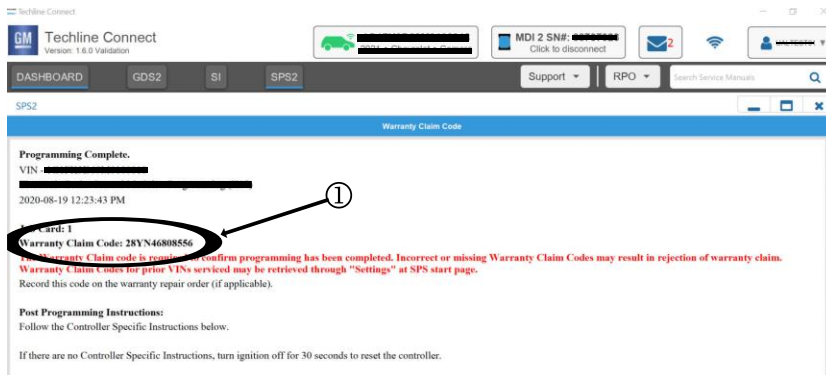 Techline Connect
GM Techline Connect
Version: 1.6.0 Validation
MDI 2 SN#:
Click to disconnect
2
DASHBOARD GDS2 SI SPS2 Support RPO Search Service Manuals
SPS2
Warranty Claim Code
Programming Complete.
VIN -
2020-08-19 12:23:43 PM
①
Card: 1
Warranty Claim Code: 28YN46808556
The Warranty Claim code is required to confirm programming has been completed. Incorrect or missing Warranty Claim Codes may result in rejection of warranty claim.
Warranty Claim Codes for prior VINs serviced may be retrieved through "Settings" at SPS start page.
Record this code on the warranty repair order (if applicable).
Post Programming Instructions:
Follow the Controller Specific Instructions below.
If there are no Controller Specific Instructions, turn ignition off for 30 seconds to reset the controller.